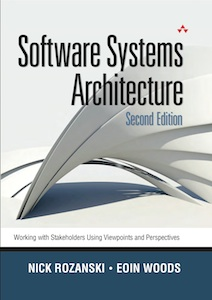 Software Systems
Architecture
Second Edition
Working with Stakeholders Using Viewpoints and Perspectives
NICK ROZANSKI • EOIN WOODS